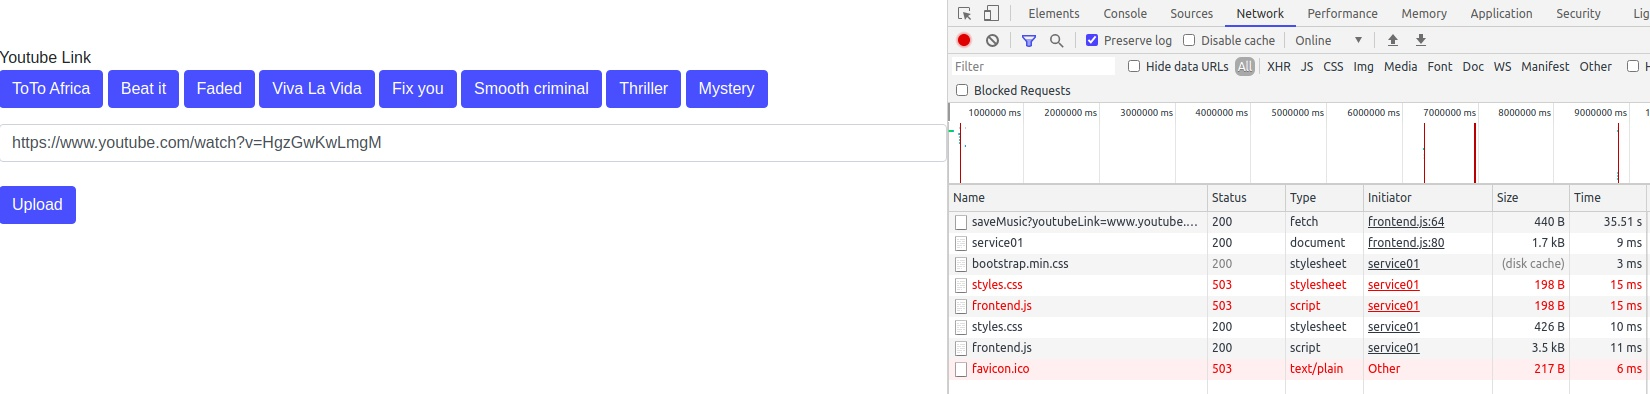 Youtube Link
ToTo Africa Beat it Faded Viva La Vida Fix you Smooth criminal Thriller Mystery
https://www.youtube.com/watch?v=HgzGwKwLmgM
Upload
Elements Console Sources Network Performance Memory Application Security Lig
Preserve log Disable cache Online
Filter Hide data URLs All XHR JS CSS Img Media Font Doc WS Manifest Other H
Blocked Requests
1000000 ms 2000000 ms 3000000 ms 4000000 ms 5000000 ms 6000000 ms 7000000 ms 8000000 ms 9000000 ms 1
Name Status Type Initiator Size Time
saveMusic?youtubeLink=www.youtube.… 200 fetch frontend.js:64 440 B 35.51 s
service01 200 document frontend.js:80 1.7 kB 9 ms
bootstrap.min.css 200 stylesheet service01 (disk cache) 3 ms
styles.css 503 stylesheet service01 198 B 15 ms
frontend.js 503 script service01 198 B 15 ms
styles.css 200 stylesheet service01 426 B 10 ms
frontend.js 200 script service01 3.5 kB 11 ms
favicon.ico 503 text/plain Other 217 B 6 ms